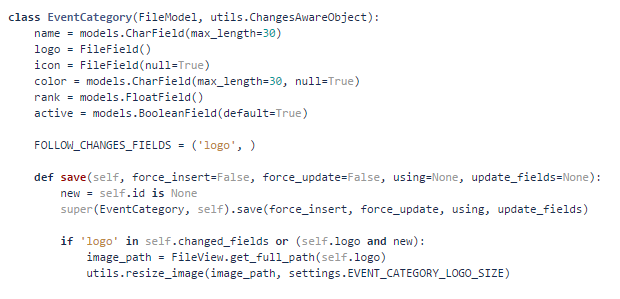 class EventCategory(FileModel, utils.ChangesAwareObject):
    name = models.CharField(max_length=30)
    logo = FileField()
    icon = FileField(null=True)
    color = models.CharField(max_length=30, null=True)
    rank = models.FloatField()
    active = models.BooleanField(default=True)

    FOLLOW_CHANGES_FIELDS = ('logo', )

    def save(self, force_insert=False, force_update=False, using=None, update_fields=None):
        new = self.id is None
        super(EventCategory, self).save(force_insert, force_update, using, update_fields)

        if 'logo' in self.changed_fields or (self.logo and new):
            image_path = FileView.get_full_path(self.logo)
            utils.resize_image(image_path, settings.EVENT_CATEGORY_LOGO_SIZE)